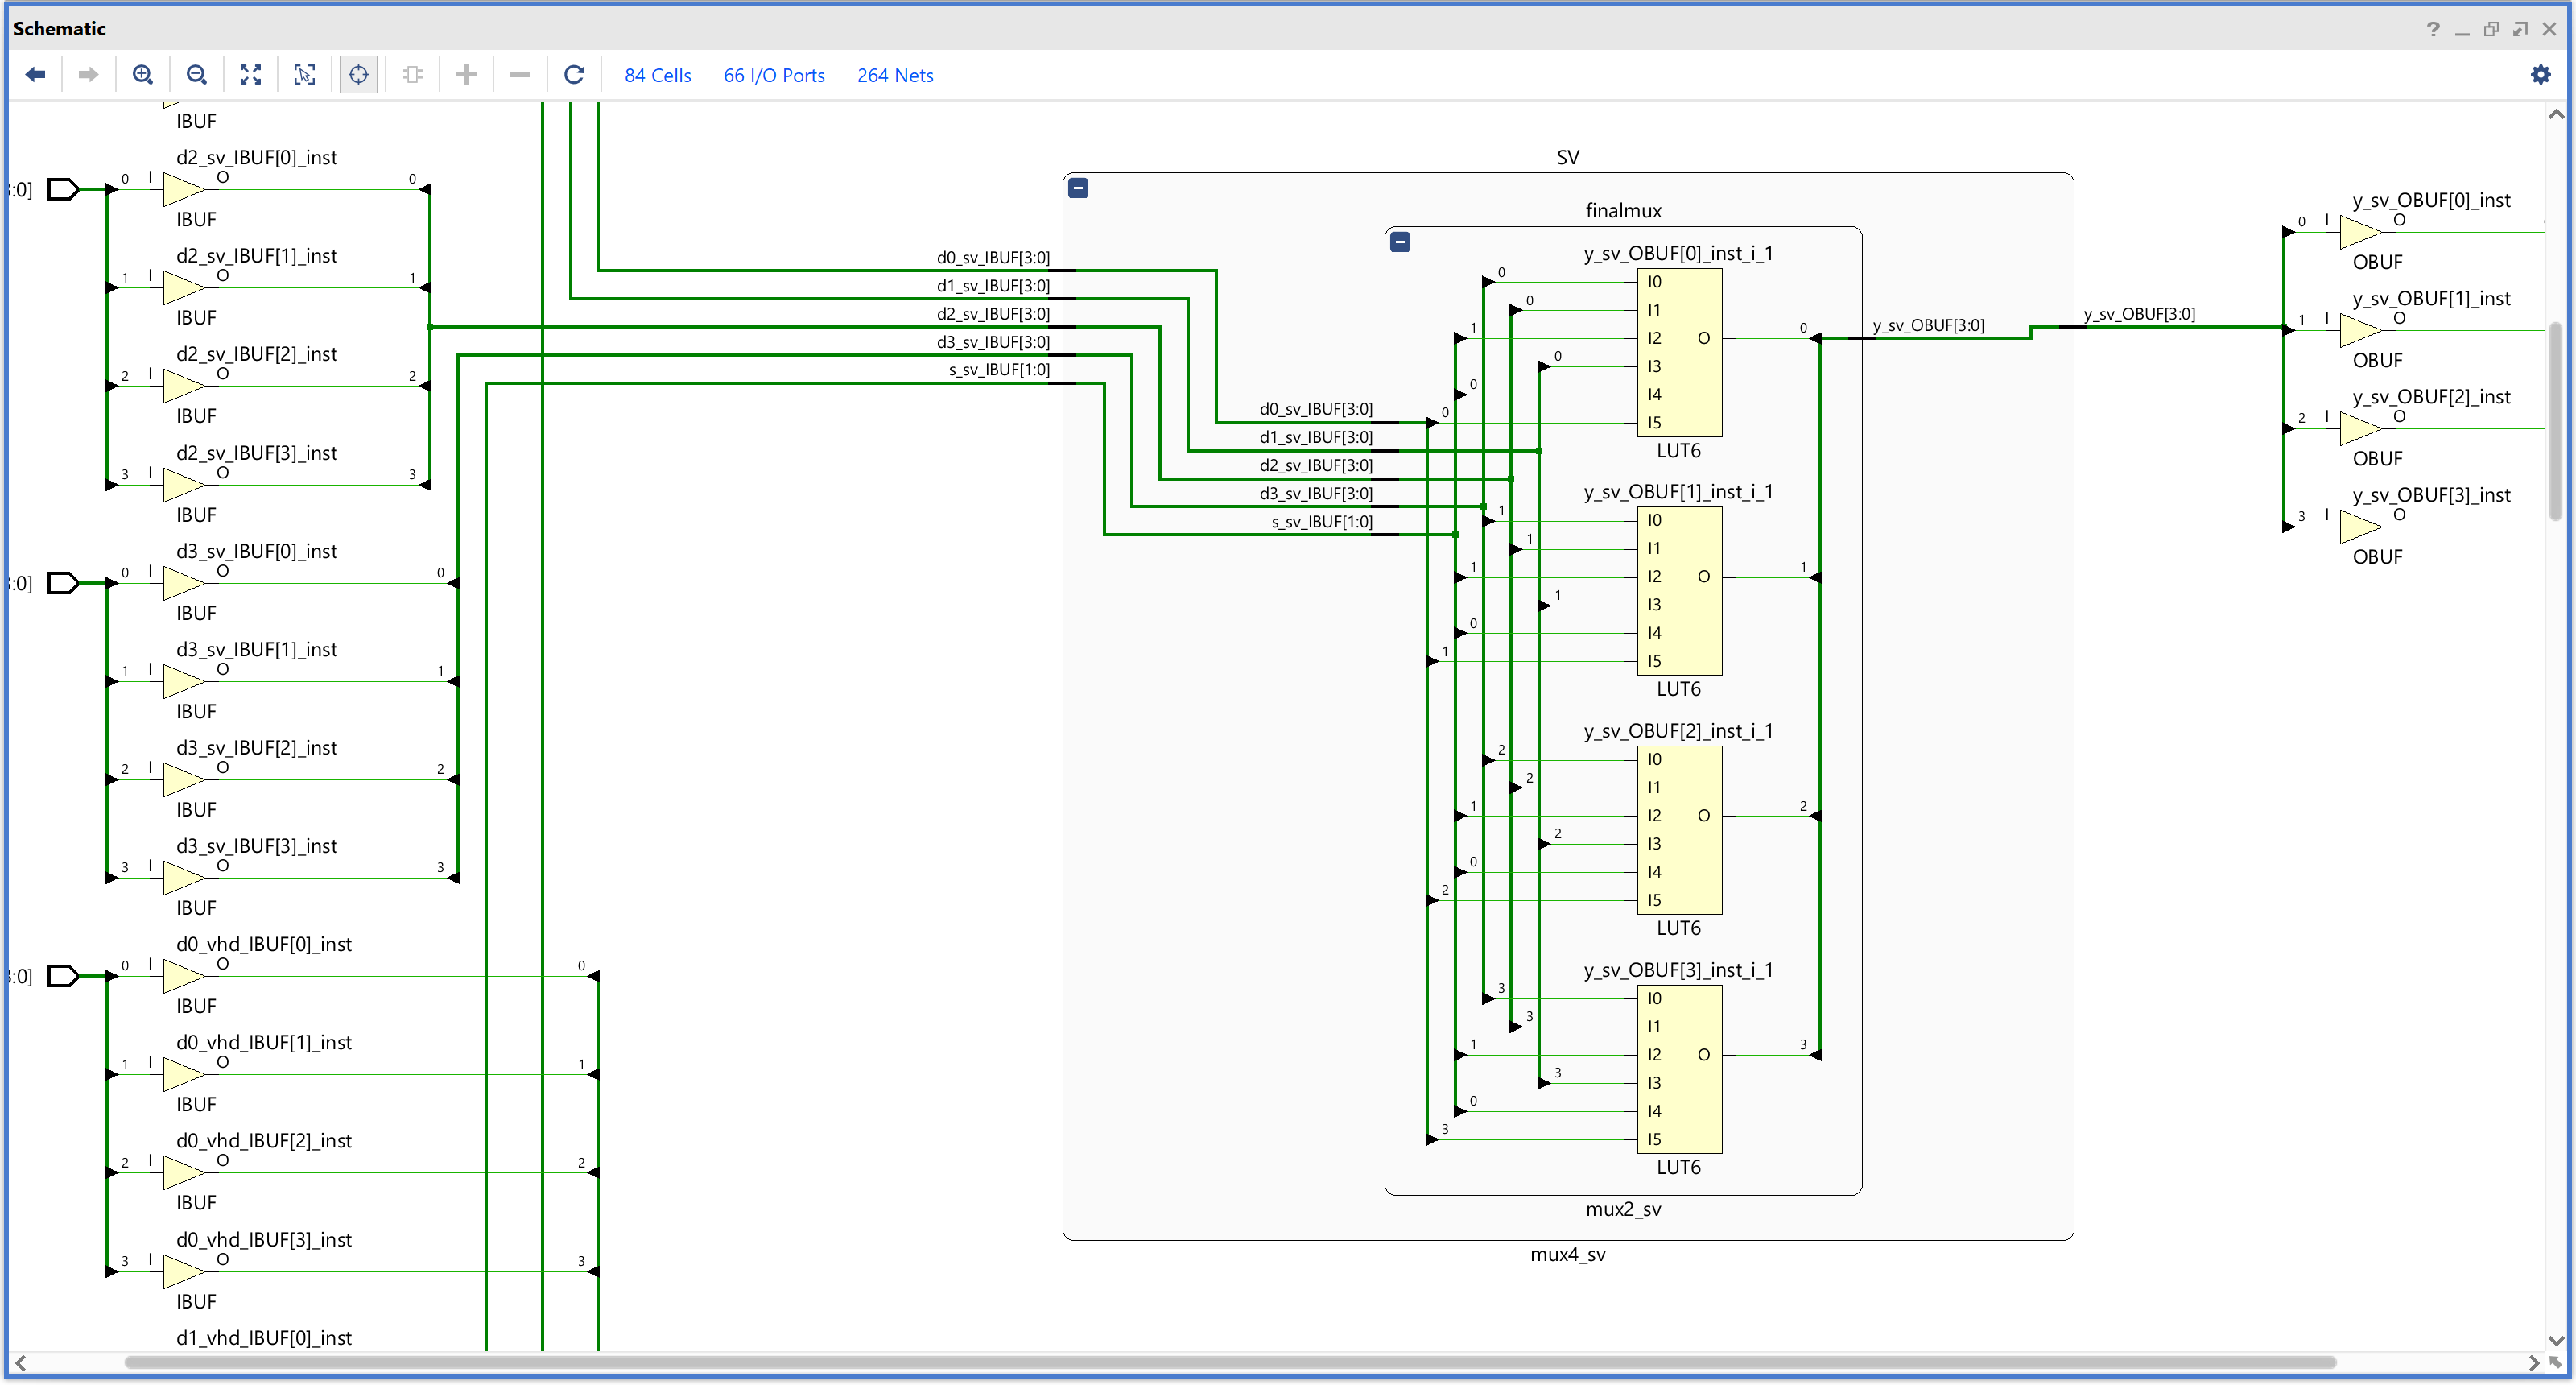 Schematic
84 Cells 66 I/O Ports 264 Nets
IBUF
:0]
d2_sv_IBUF[0]_inst
0 I O 0
IBUF
d2_sv_IBUF[1]_inst
1 I O 1
IBUF
d2_sv_IBUF[2]_inst
2 I O 2
IBUF
d2_sv_IBUF[3]_inst
3 I O 3
IBUF
:0]
d3_sv_IBUF[0]_inst
0 I O 0
IBUF
d3_sv_IBUF[1]_inst
1 I O 1
IBUF
d3_sv_IBUF[2]_inst
2 I O 2
IBUF
d3_sv_IBUF[3]_inst
3 I O 3
IBUF
3:0]
d0_vhd_IBUF[0]_inst
0 I O 0
IBUF
d0_vhd_IBUF[1]_inst
1 I O 1
IBUF
d0_vhd_IBUF[2]_inst
2 I O 2
IBUF
d0_vhd_IBUF[3]_inst
3 I O 3
IBUF
d1_vhd_IBUF[0]_inst
SV
d0_sv_IBUF[3:0]
d1_sv_IBUF[3:0]
d2_sv_IBUF[3:0]
d3_sv_IBUF[3:0]
s_sv_IBUF[1:0]
finalmux
d0_sv_IBUF[3:0]
d1_sv_IBUF[3:0]
d2_sv_IBUF[3:0]
d3_sv_IBUF[3:0]
s_sv_IBUF[1:0]
y_sv_OBUF[0]_inst_i_1
0 I0
0 I1
1 I2 O 0
0 I3
0 I4
0 I5
LUT6
y_sv_OBUF[1]_inst_i_1
1 I0
1 I1
1 I2 O 1
1 I3
0 I4
1 I5
LUT6
y_sv_OBUF[2]_inst_i_1
2 I0
2 I1
1 I2 O 2
2 I3
0 I4
2 I5
LUT6
y_sv_OBUF[3]_inst_i_1
3 I0
3 I1
1 I2 O 3
3 I3
0 I4
3 I5
LUT6
mux2_sv
mux4_sv
y_sv_OBUF[3:0]
y_sv_OBUF[3:0]
y_sv_OBUF[0]_inst
0 I O
OBUF
y_sv_OBUF[1]_inst
1 I O
OBUF
y_sv_OBUF[2]_inst
2 I O
OBUF
y_sv_OBUF[3]_inst
3 I O
OBUF